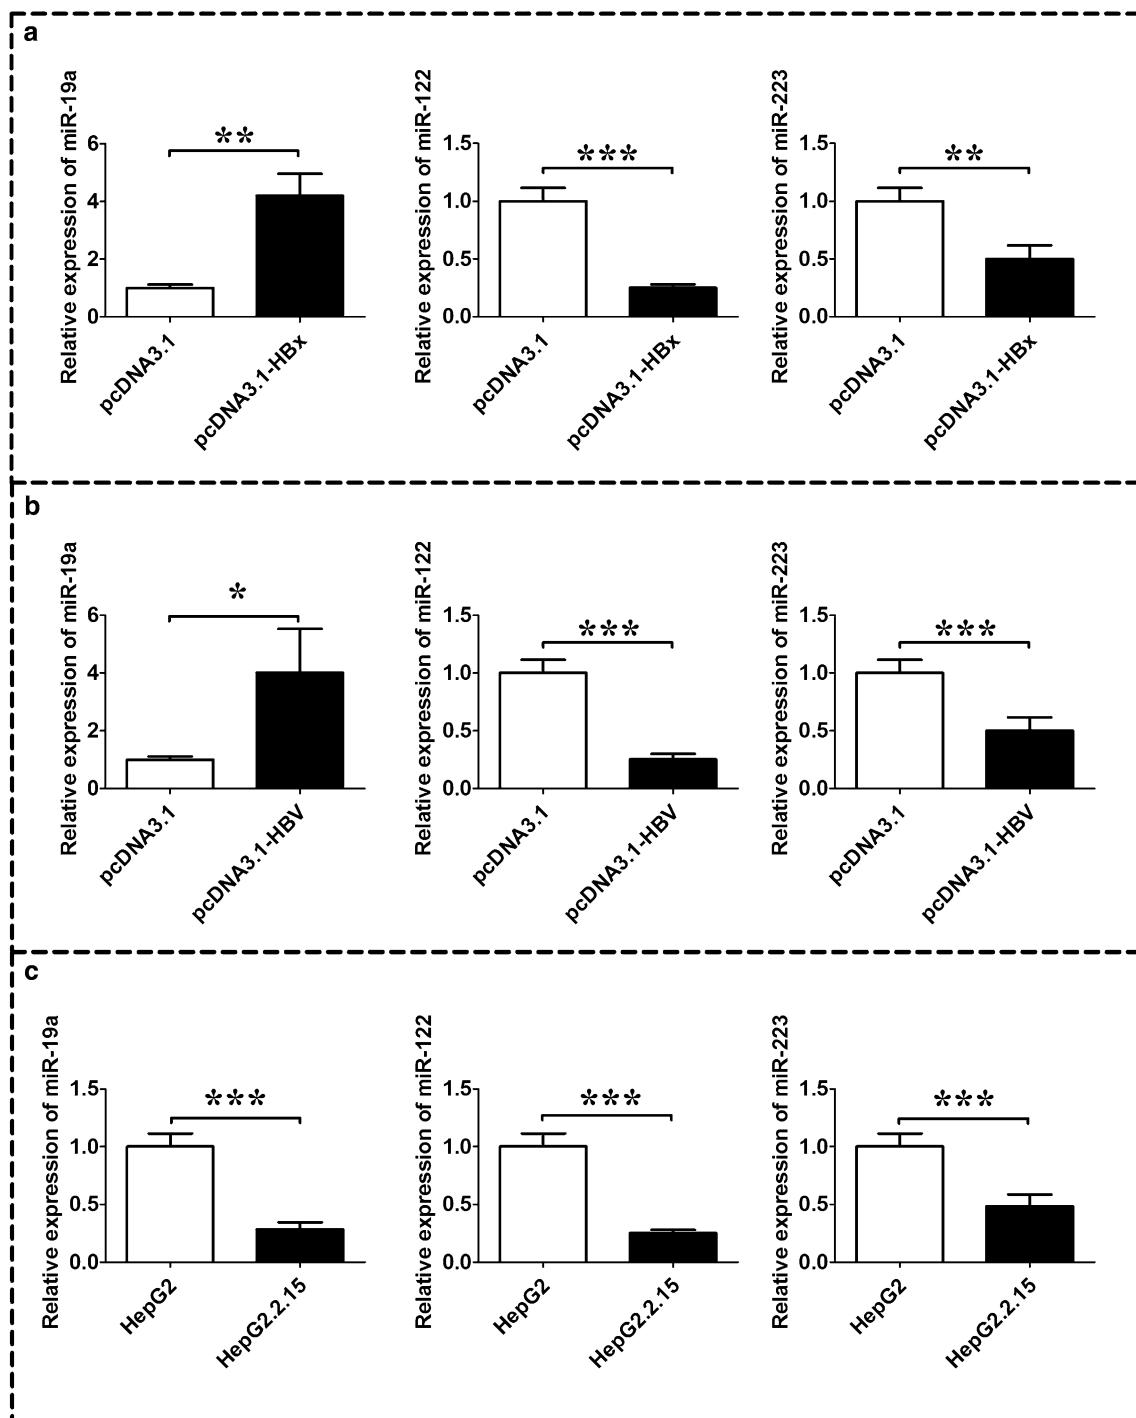 a
Relative expression of miR-19a
6
4
2
0
**
pcDNA3.1
pcDNA3.1-HBx
Relative expression of miR-122
1.5
1.0
0.5
0.0
***
pcDNA3.1
pcDNA3.1-HBx
Relative expression of miR-223
1.5
1.0
0.5
0.0
**
pcDNA3.1
pcDNA3.1-HBx
b
Relative expression of miR-19a
6
4
2
0
*
pcDNA3.1
pcDNA3.1-HBV
Relative expression of miR-122
1.5
1.0
0.5
0.0
***
pcDNA3.1
pcDNA3.1-HBV
Relative expression of miR-223
1.5
1.0
0.5
0.0
***
pcDNA3.1
pcDNA3.1-HBV
c
Relative expression of miR-19a
1.5
1.0
0.5
0.0
***
HepG2
HepG2.2.15
Relative expression of miR-122
1.5
1.0
0.5
0.0
***
HepG2
HepG2.2.15
Relative expression of miR-223
1.5
1.0
0.5
0.0
***
HepG2
HepG2.2.15